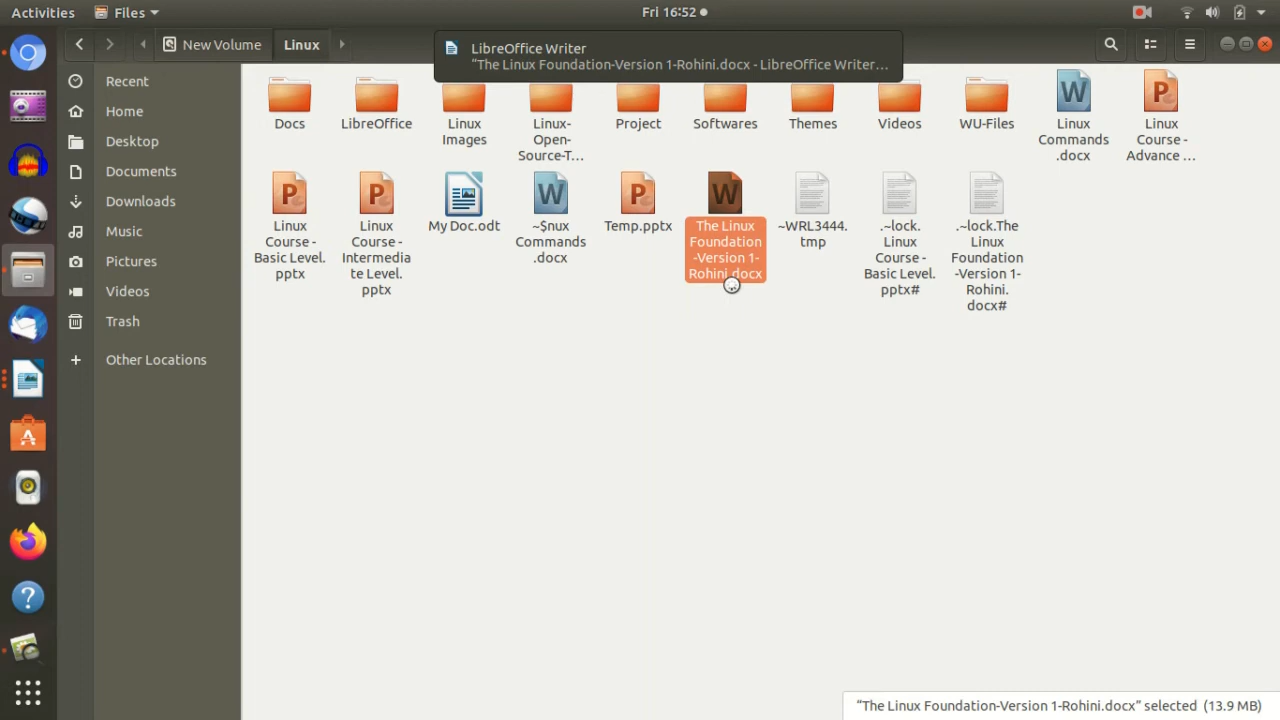 Activities Files Fri 16:52
New Volume Linux
LibreOffice Writer
“The Linux Foundation-Version 1-Rohini.docx - LibreOffice Writer…
Recent
Home
Desktop
Documents
Downloads
Music
Pictures
Videos
Trash
Other Locations
Docs
LibreOffice
Linux
Images
Linux-
Open-
Source-T…
Project
Softwares
Themes
Videos
WU-Files
Linux
Commands
.docx
Linux
Course -
Advance …
Linux
Course -
Basic Level.
pptx
Linux
Course -
Intermedia
te Level.
pptx
My Doc.odt
~$nux
Commands
.docx
Temp.pptx
The Linux
Foundation
-Version 1-
Rohini.docx
~WRL3444.
tmp
.~lock.
Linux
Course -
Basic Level.
pptx#
.~lock.The
Linux
Foundation
-Version 1-
Rohini.
docx#
“The Linux Foundation-Version 1-Rohini.docx” selected (13.9 MB)